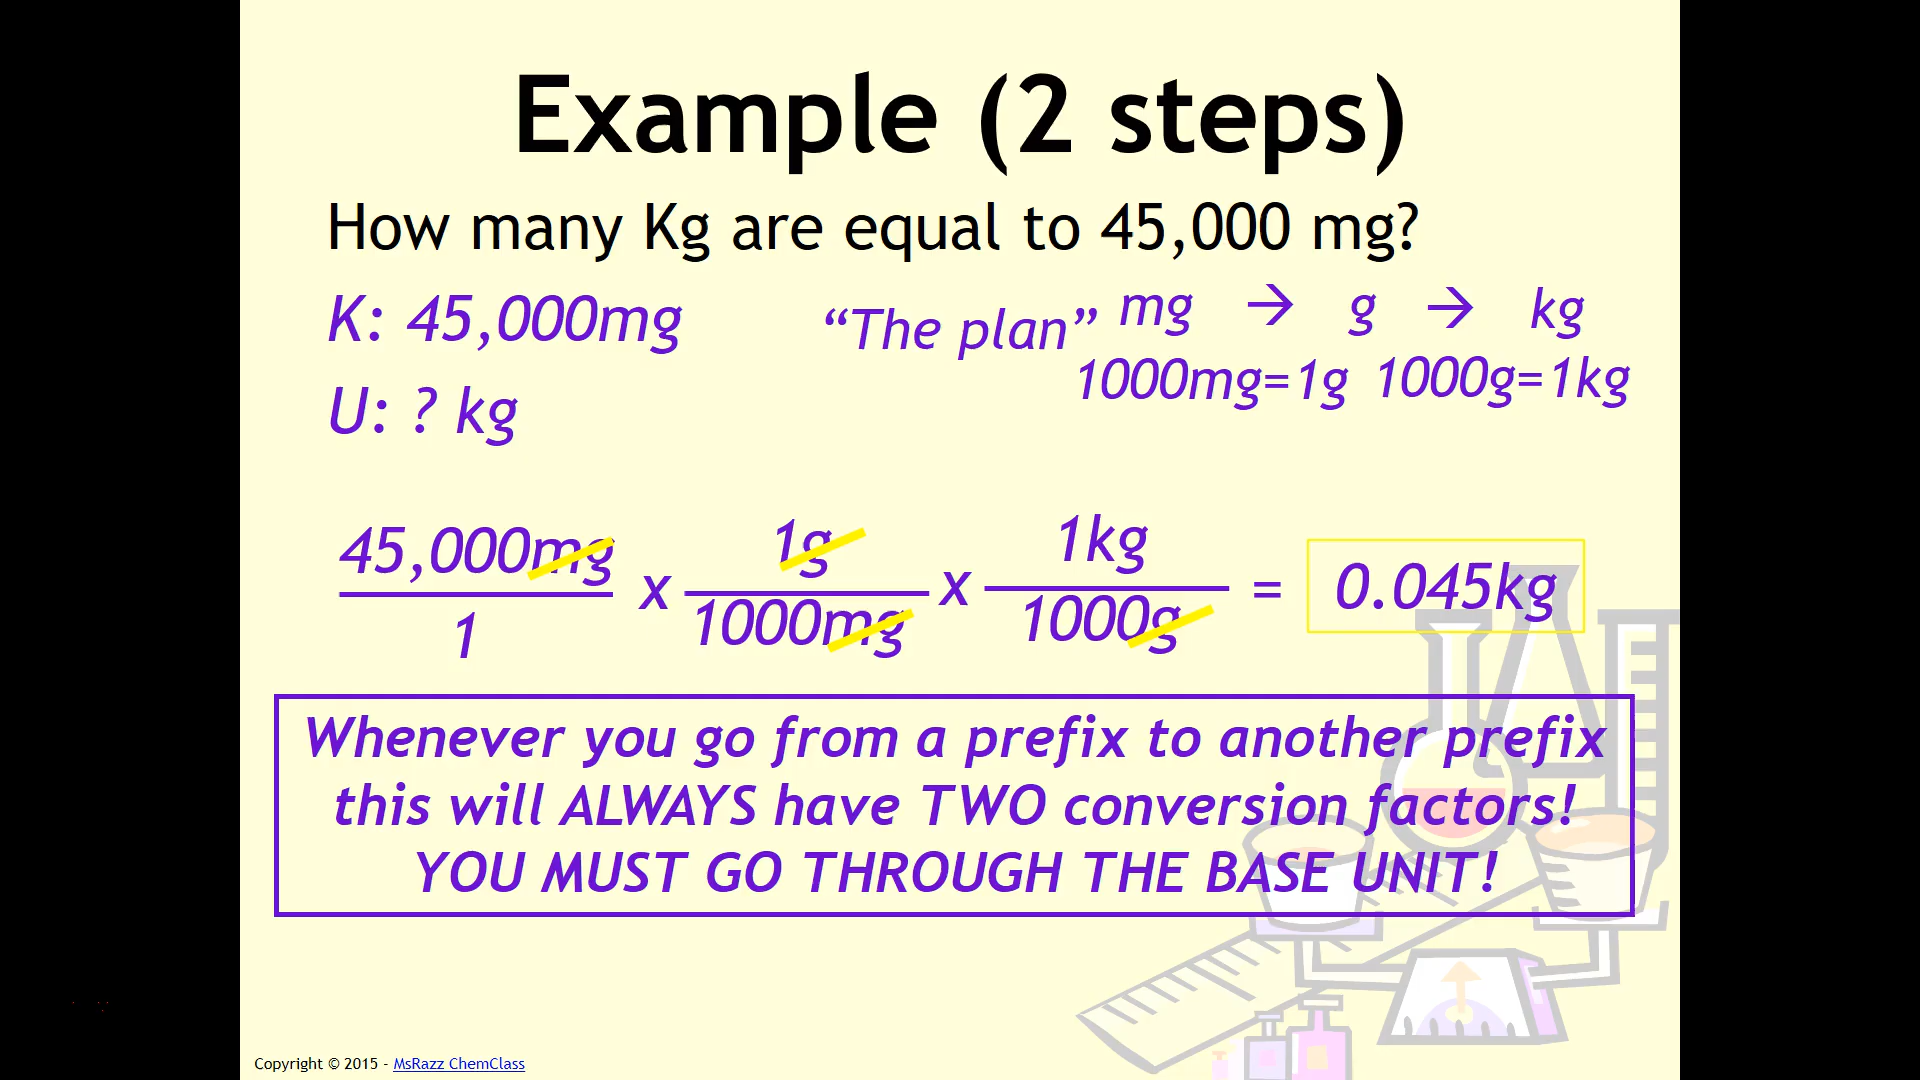 Example (2 steps)
How many Kg are equal to 45,000 mg?
K: 45,000mg
“The plan” mg → g → kg
1000mg=1g 1000g=1kg
U: ? kg
45,000mg x 1g x 1kg = 0.045kg
1 1000mg 1000g
Whenever you go from a prefix to another prefix
this will ALWAYS have TWO conversion factors!
YOU MUST GO THROUGH THE BASE UNIT!
Copyright © 2015 - MsRazz ChemClass